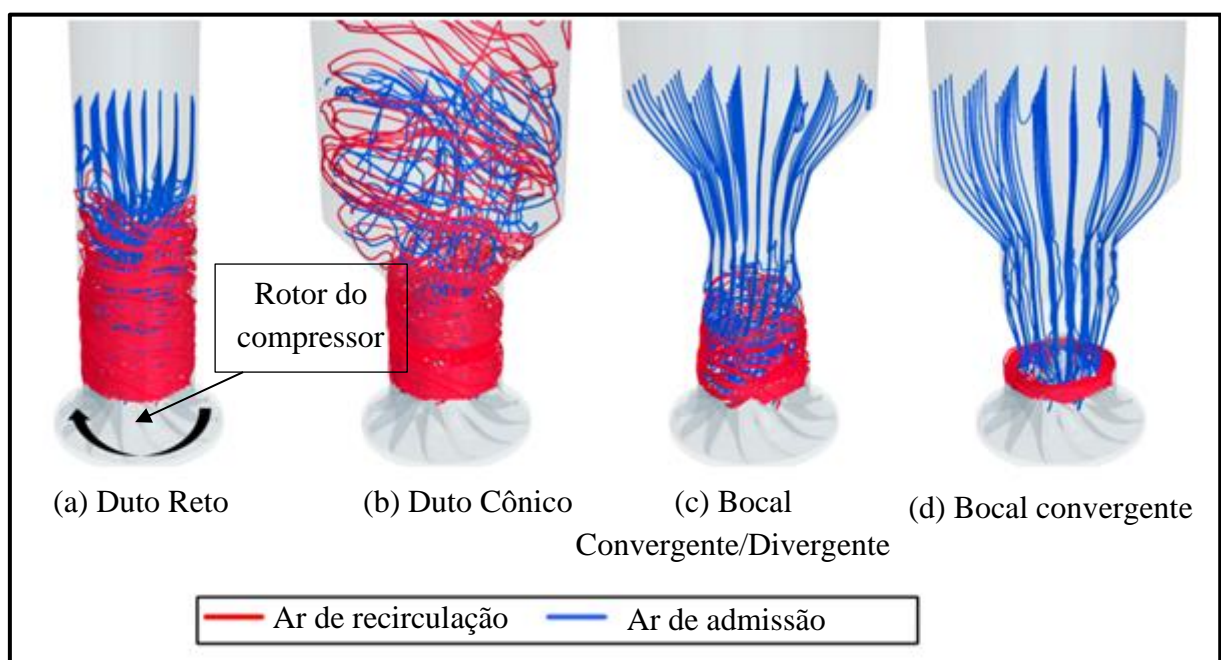 Rotor do
compressor
(a) Duto Reto
(b) Duto Cônico
(c) Bocal
Convergente/Divergente
(d) Bocal convergente
Ar de recirculação
Ar de admissão